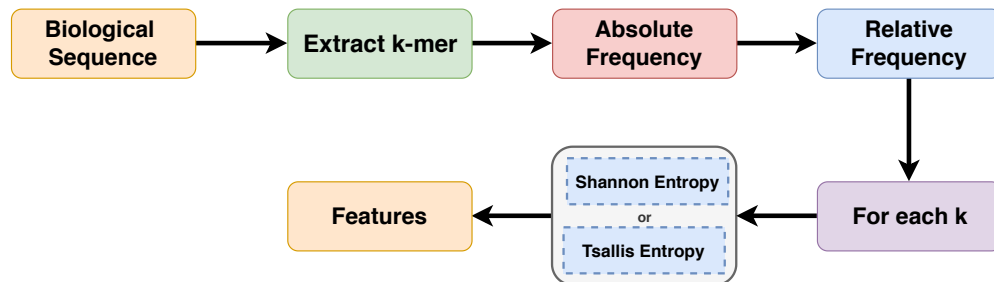 Biological
Sequence
Extract k-mer
Absolute
Frequency
Relative
Frequency
For each k
Shannon Entropy
or
Tsallis Entropy
Features